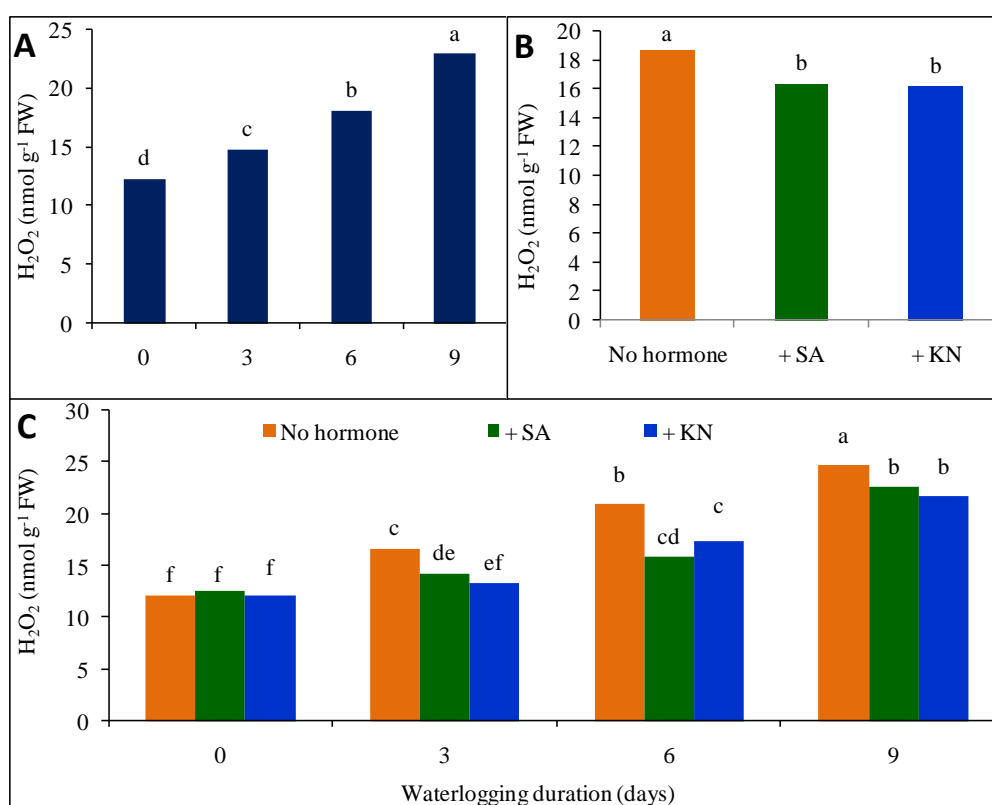 A
H₂O₂ (nmol g⁻¹ FW)
25
20
15
10
5
0
d
c
b
a
0 3 6 9
B
H₂O₂ (nmol g⁻¹ FW)
20
18
16
14
12
10
8
6
4
2
0
a
b
b
No hormone + SA + KN
C
H₂O₂ (nmol g⁻¹ FW)
30
25
20
15
10
5
0
No hormone + SA + KN
f f f
c de ef
b cd c
a b b
0 3 6 9
Waterlogging duration (days)